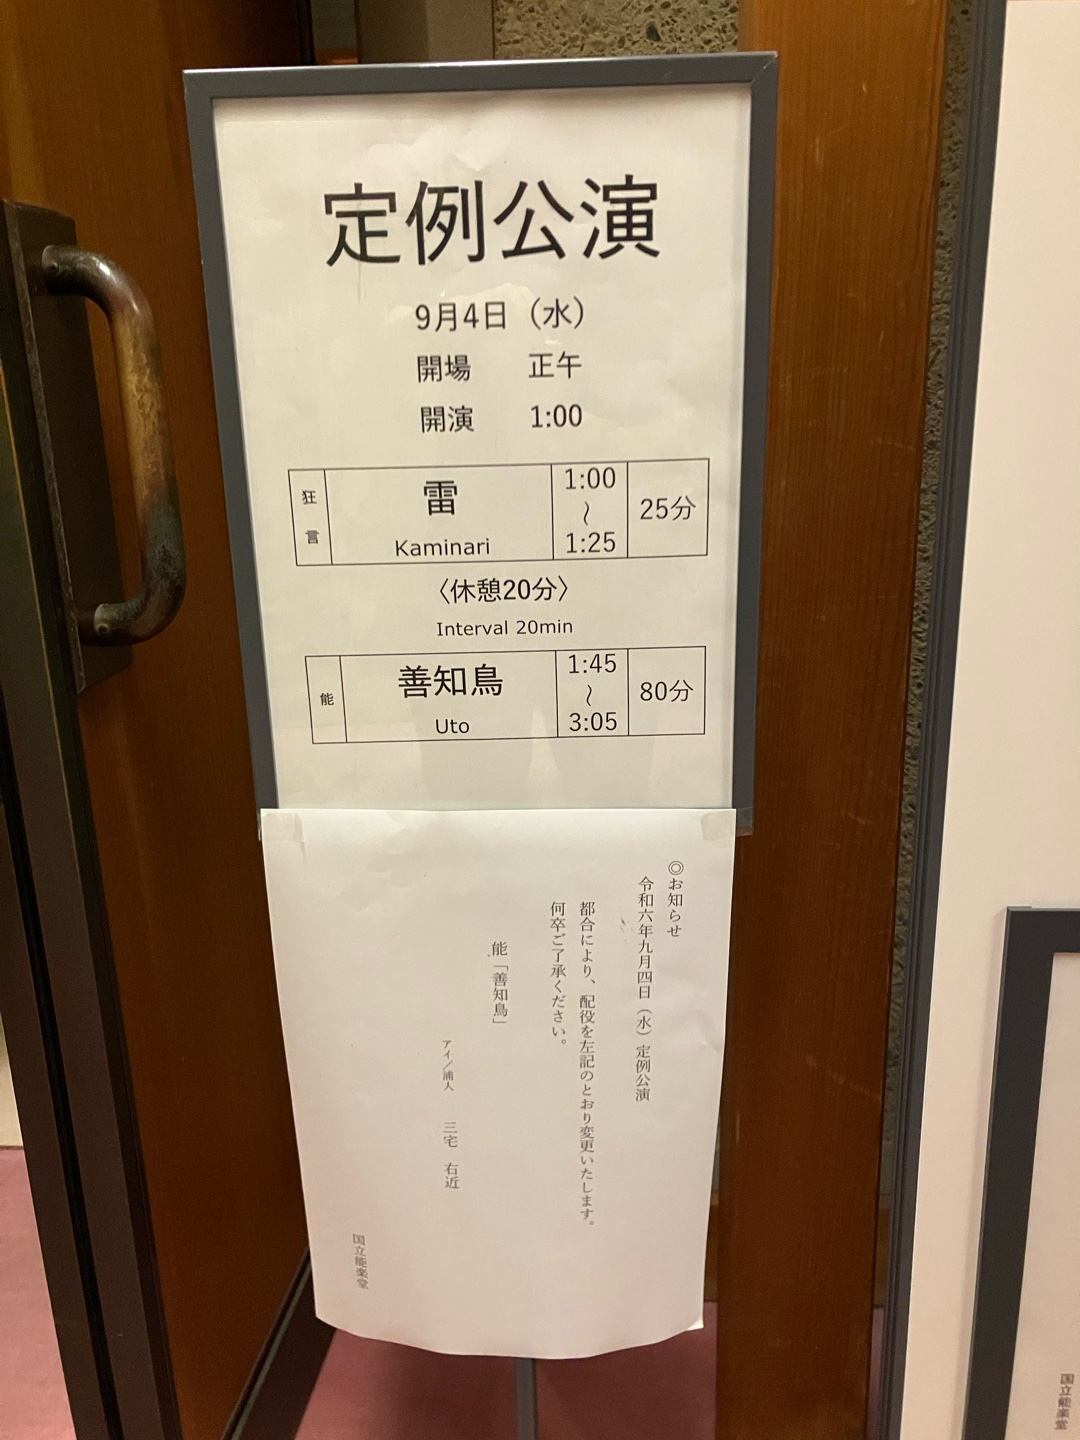 定例公演
9月4日（水）
開場 正午
開演 1:00
狂言 雷 Kaminari 1:00〜1:25 25分
〈休憩20分〉
Interval 20min
能 善知鳥 Uto 1:45〜3:05 80分
◎お知らせ
令和六年九月四日（水）定例公演
都合により、配役を左記のとおり変更いたします。
何卒ご了承ください。
能「善知鳥」
アイ／浦人 三宅 右近
国立能楽堂
国立能楽堂